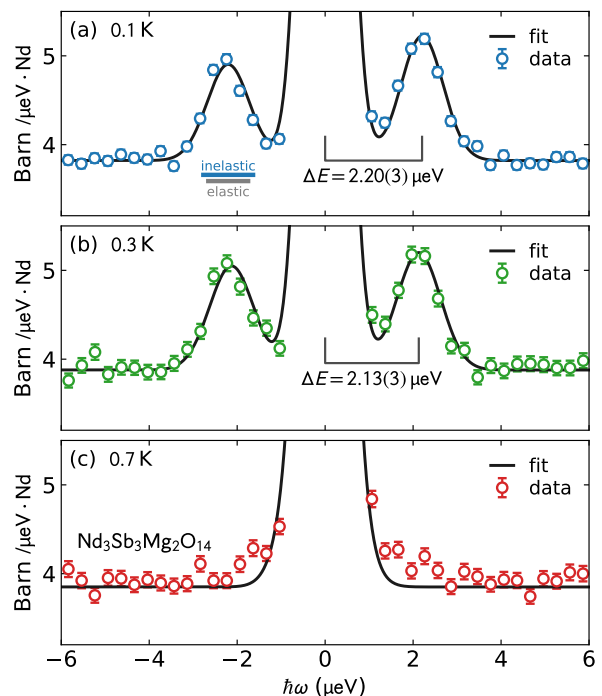 (a) 0.1 K
fit
data
5
4
Barn /μeV · Nd
inelastic
elastic
ΔE = 2.20(3) μeV
(b) 0.3 K
fit
data
5
4
Barn /μeV · Nd
ΔE = 2.13(3) μeV
(c) 0.7 K
fit
data
5
4
Barn /μeV · Nd
Nd₃Sb₃Mg₂O₁₄
−6 −4 −2 0 2 4 6
ℏω (μeV)